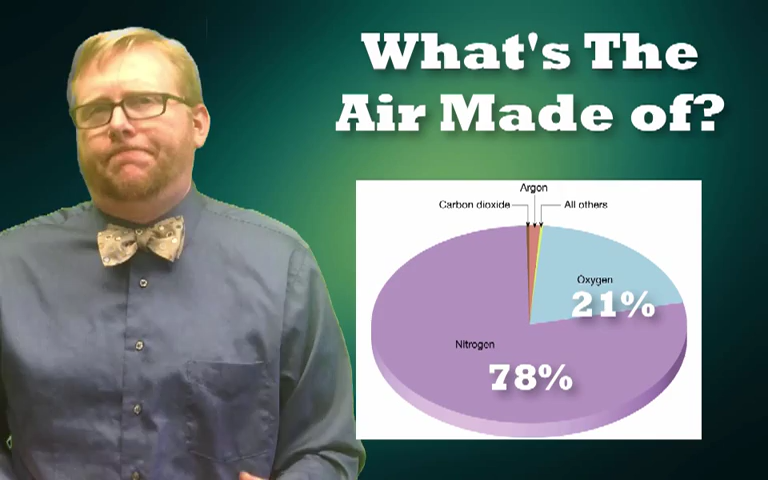 What's The
Air Made of?
Argon
Carbon dioxide
All others
Oxygen
21%
Nitrogen
78%